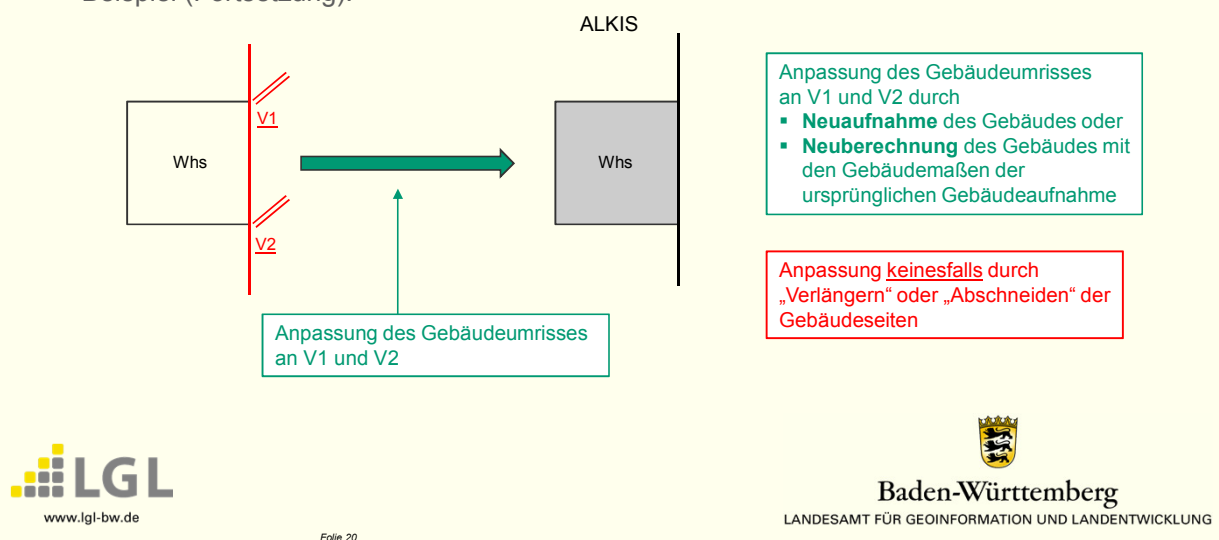 Beispiel (Fortsetzung):
ALKIS
V1
Whs
V2
Whs
Anpassung des Gebäudeumrisses
an V1 und V2
Anpassung des Gebäudeumrisses
an V1 und V2 durch
▪ Neuaufnahme des Gebäudes oder
▪ Neuberechnung des Gebäudes mit
den Gebäudemaßen der
ursprünglichen Gebäudeaufnahme
Anpassung keinesfalls durch
„Verlängern“ oder „Abschneiden“ der
Gebäudeseiten
LGL
www.lgl-bw.de
Baden-Württemberg
LANDESAMT FÜR GEOINFORMATION UND LANDENTWICKLUNG
Folie 20